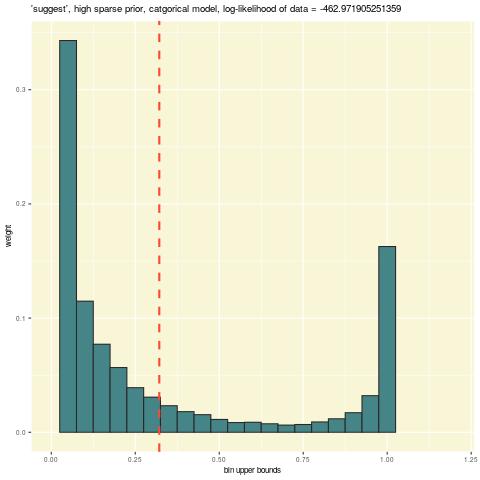 'suggest', high sparse prior, catgorical model, log-likelihood of data = -462.971905251359
0.3
0.2
0.1
0.0
weight
0.00 0.25 0.50 0.75 1.00 1.25
bin upper bounds